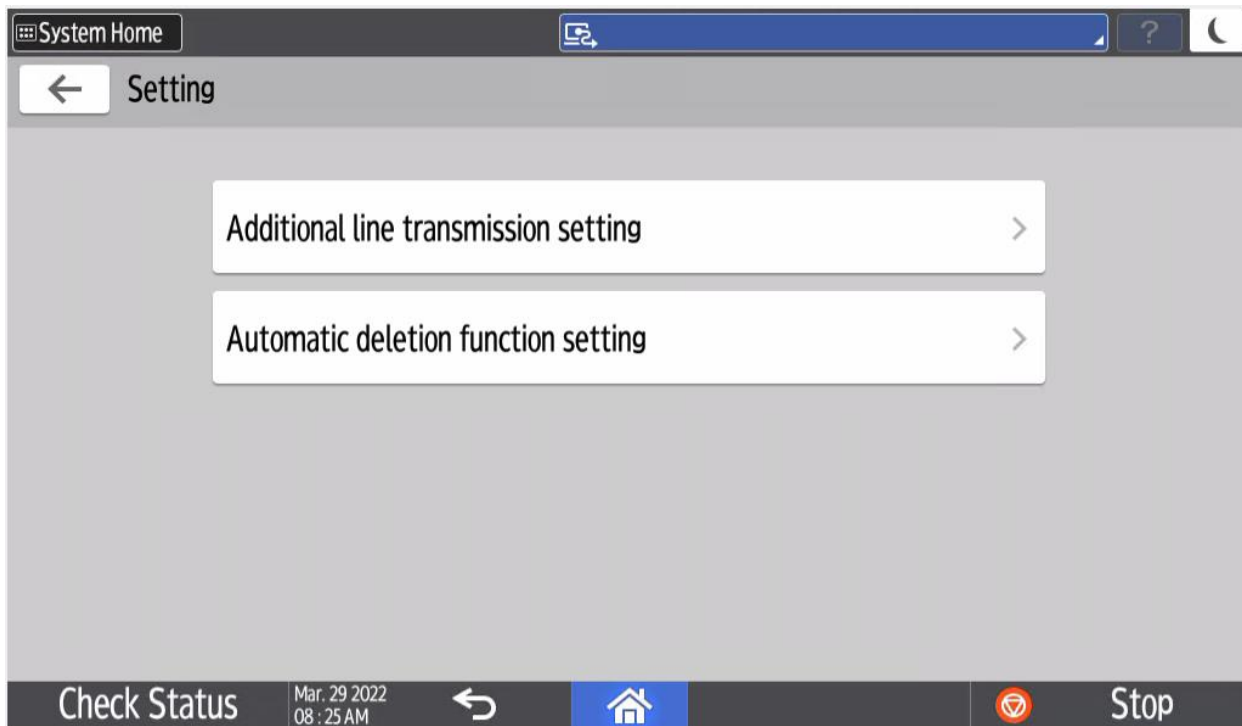 System Home
?
Setting
Additional line transmission setting
Automatic deletion function setting
Check Status
Mar. 29 2022
08 : 25 AM
Stop